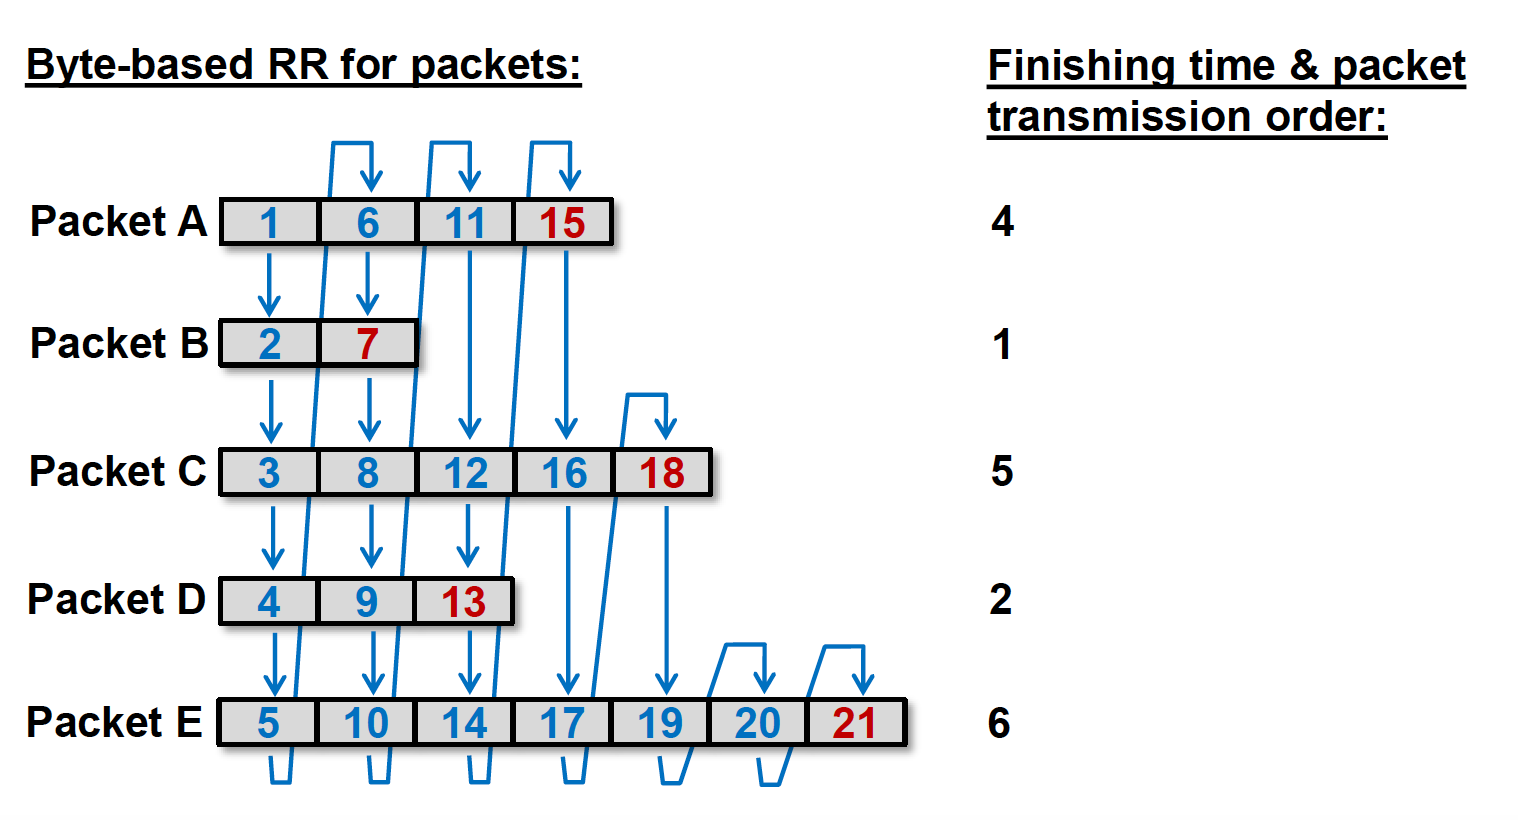 Byte-based RR for packets:
Finishing time & packet
transmission order:
Packet A 1 6 11 15 4
Packet B 2 7 1
Packet C 3 8 12 16 18 5
Packet D 4 9 13 2
Packet E 5 10 14 17 19 20 21 6